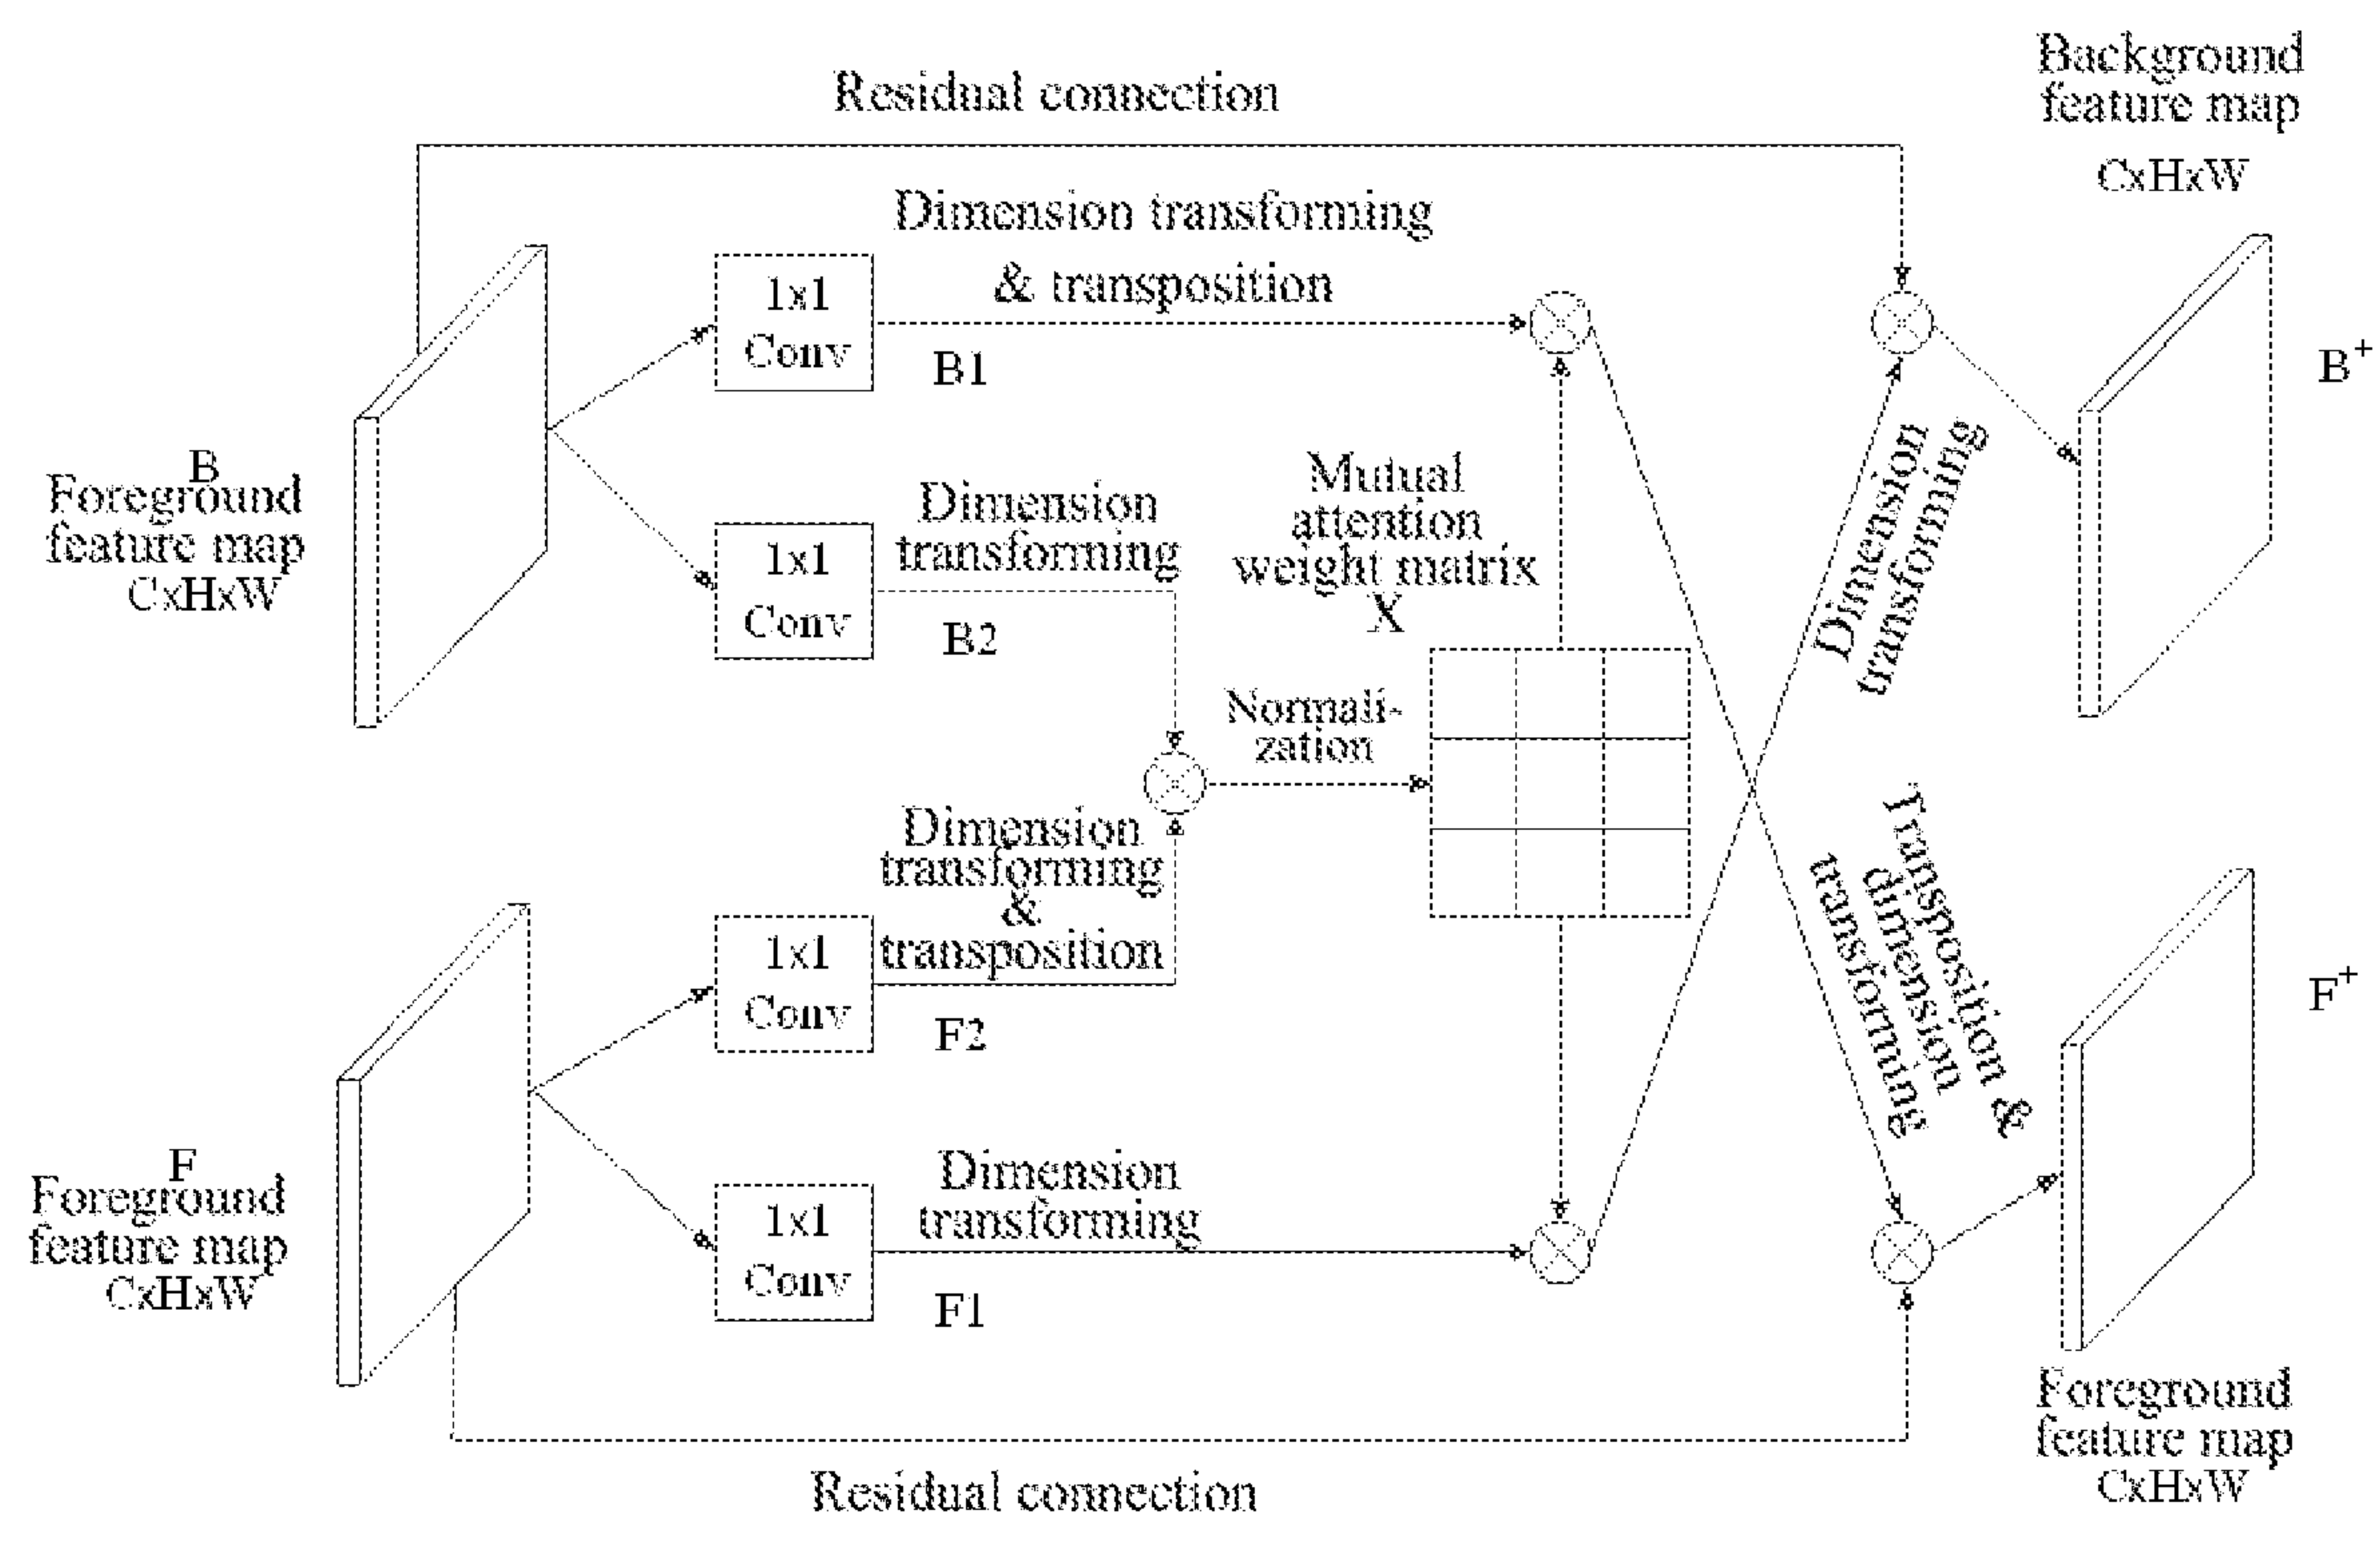 Residual connection
Background
feature map
CxHxW
Dimension transforming
& transposition
1x1
Conv
B1
B+
B
Foreground
feature map
CxHxW
Dimension
transforming
1x1
Conv
B2
Mutual
attention
weight matrix
X
Dimension
transforming
Normali-
zation
Dimension
transforming
&
transposition
1x1
Conv
F2
Transposition &
dimension
transforming
F+
F
Foreground
feature map
CxHxW
Dimension
transforming
1x1
Conv
F1
Foreground
feature map
CxHxW
Residual connection